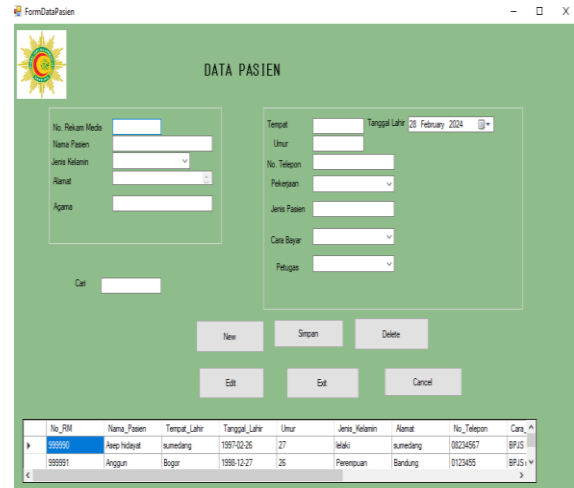 FormDataPasien
DATA PASIEN
No. Rekam Medis
Nama Pasien
Jenis Kelamin
Alamat
Agama
Tempat
Tanggal Lahir 28 February 2024
Umur
No. Telepon
Pekerjaan
Jenis Pasien
Cara Bayar
Petugas
Cari
New Simpan Delete
Edit Exit Cancel
No_RM Nama_Pasien Tempat_Lahir Tanggal_Lahir Umur Jenis_Kelamin Alamat No_Telepon Cara_
999990 Asep hidayat sumedang 1997-02-26 27 lelaki sumedang 08234567 BPJS
999991 Anggun Bogor 1998-12-27 26 Perempuan Bandung 0123455 BPJS